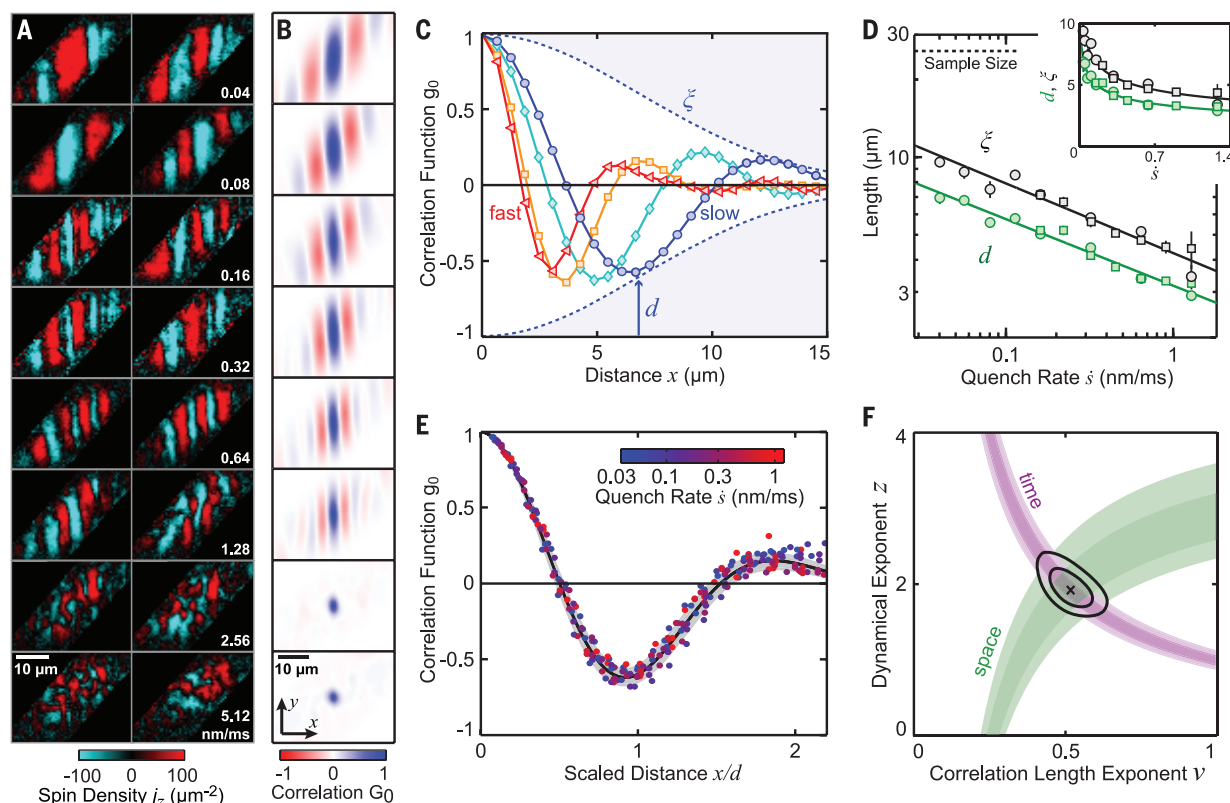 A
0.04
0.08
0.16
0.32
0.64
1.28
2.56
10 µm
5.12
nm/ms
-100 0 100
Spin Density j_z (µm⁻²)
B
10 µm
y
x
-1 0 1
Correlation G₀
C
Correlation Function g₀
1
0.5
0
-0.5
-1
ξ
fast
slow
d
0 5 10 15
Distance x (µm)
D
Length (µm)
30
10
3
Sample Size
ξ
d
0.1 1
Quench Rate ṡ (nm/ms)
d, ξ
10
5
0
0.7 1.4
ṡ
E
Correlation Function g₀
1
0.5
0
-0.5
-1
0.03 0.1 0.3 1
Quench Rate ṡ (nm/ms)
0 1 2
Scaled Distance x/d
F
Dynamical Exponent z
4
2
0
time
space
0.5 1
Correlation Length Exponent ν